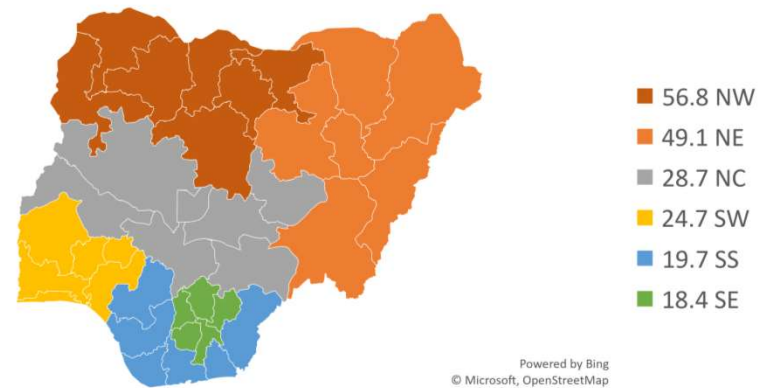 56.8 NW
49.1 NE
28.7 NC
24.7 SW
19.7 SS
18.4 SE
Powered by Bing
© Microsoft, OpenStreetMap